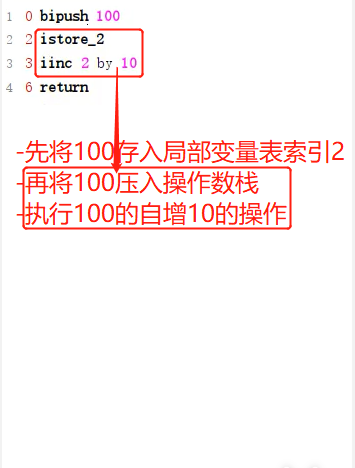 1 0 bipush 100
2 2 istore_2
3 3 iinc 2 by 10
4 6 return
-先将100存入局部变量表索引2
-再将100压入操作数栈
-执行100的自增10的操作